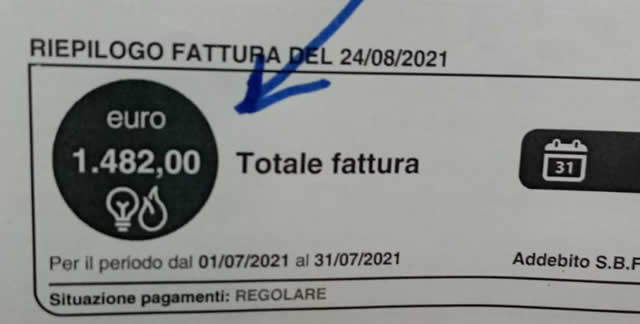 RIEPILOGO FATTURA DEL 24/08/2021
euro
1.482,00
Totale fattura
31
Per il periodo dal 01/07/2021 al 31/07/2021
Addebito S.B.F
Situazione pagamenti: REGOLARE